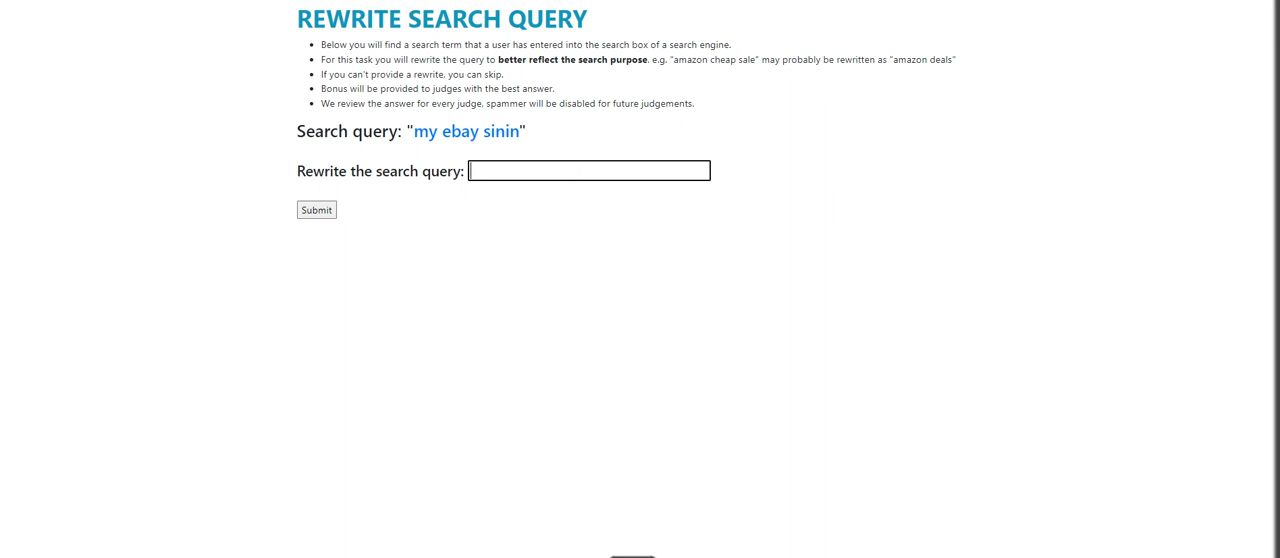 REWRITE SEARCH QUERY
• Below you will find a search term that a user has entered into the search box of a search engine.
• For this task you will rewrite the query to better reflect the search purpose. e.g. "amazon cheap sale" may probably be rewritten as "amazon deals"
• If you can't provide a rewrite, you can skip.
• Bonus will be provided to judges with the best answer.
• We review the answer for every judge, spammer will be disabled for future judgements.
Search query: "my ebay sinin"
Rewrite the search query:
Submit